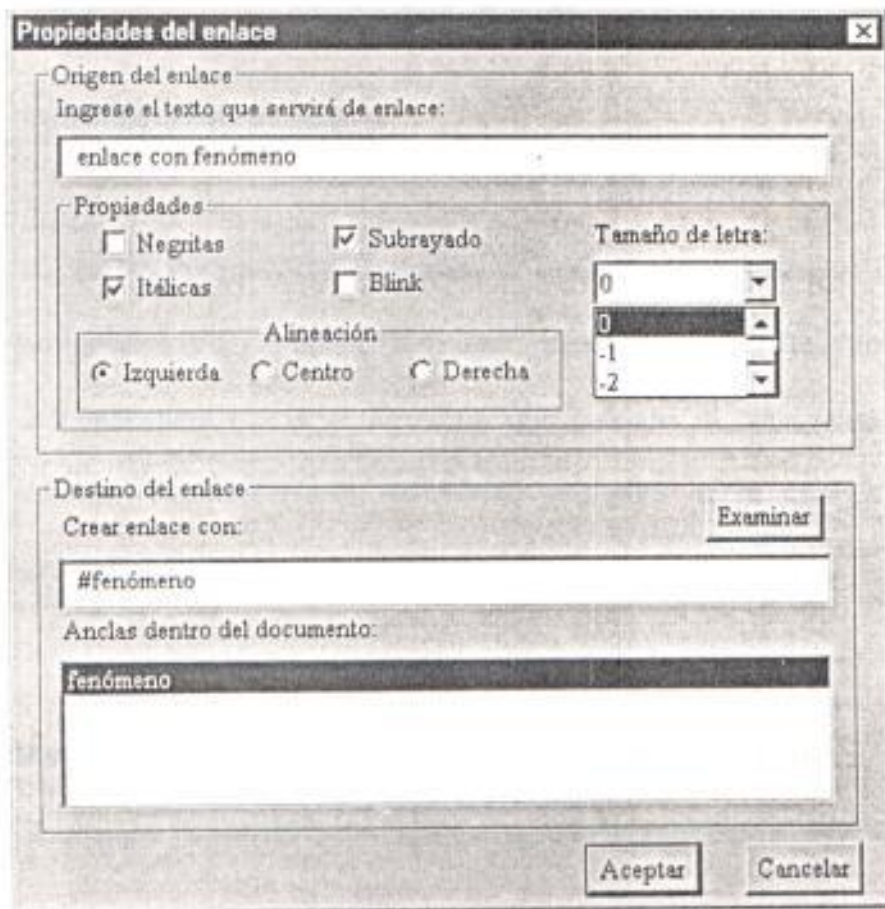 Propiedades del enlace
Origen del enlace
Ingrese el texto que servirá de enlace:
enlace con fenómeno
Propiedades
Negritas
Subrayado
Tamaño de letra:
Itálicas
Blink
0
0
-1
-2
Alineación
Izquierda
Centro
Derecha
Destino del enlace
Crear enlace con:
Examinar
#fenómeno
Anclas dentro del documento:
fenómeno
Aceptar
Cancelar